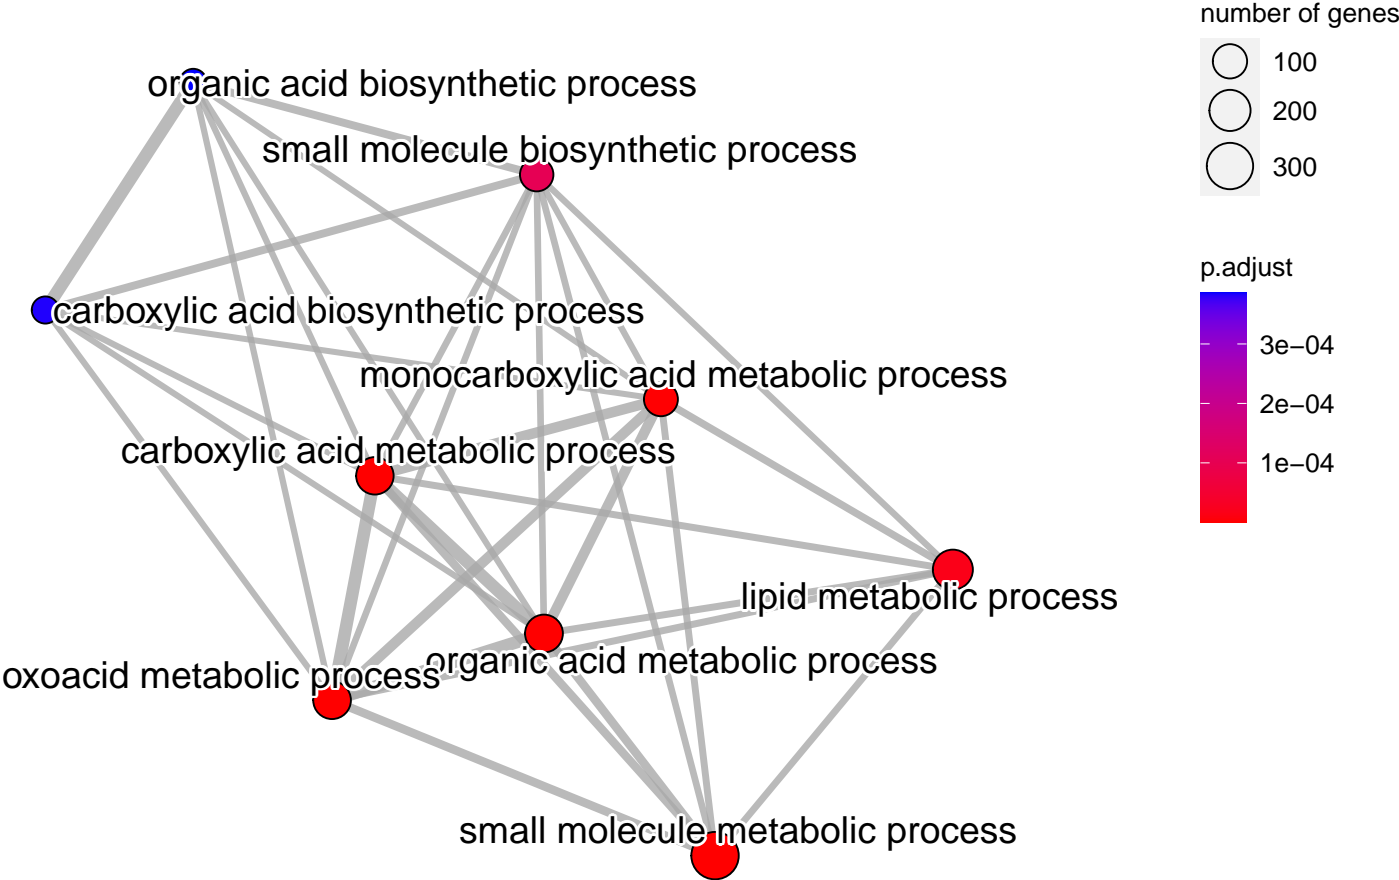 number of genes
100
200
300
organic acid biosynthetic process
small molecule biosynthetic process
p.adjust
3e−04
2e−04
1e−04
carboxylic acid biosynthetic process
monocarboxylic acid metabolic process
carboxylic acid metabolic process
lipid metabolic process
organic acid metabolic process
oxoacid metabolic process
small molecule metabolic process